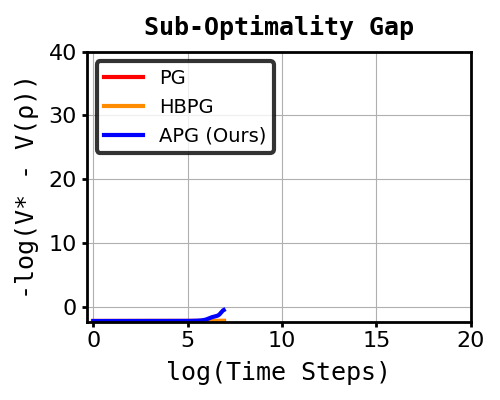 Sub-Optimality Gap
-log(V* - V(ρ))
40
30
20
10
0
PG
HBPG
APG (Ours)
0 5 10 15 20
log(Time Steps)